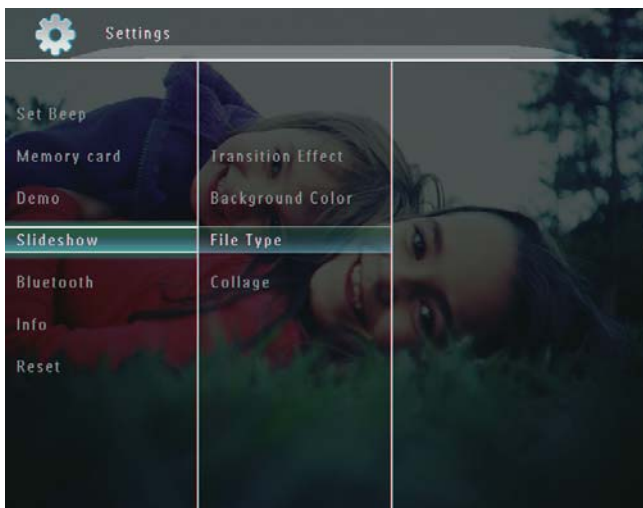 Settings
Set Beep
Memory card
Demo
Slideshow
Bluetooth
Info
Reset
Transition Effect
Background Color
File Type
Collage